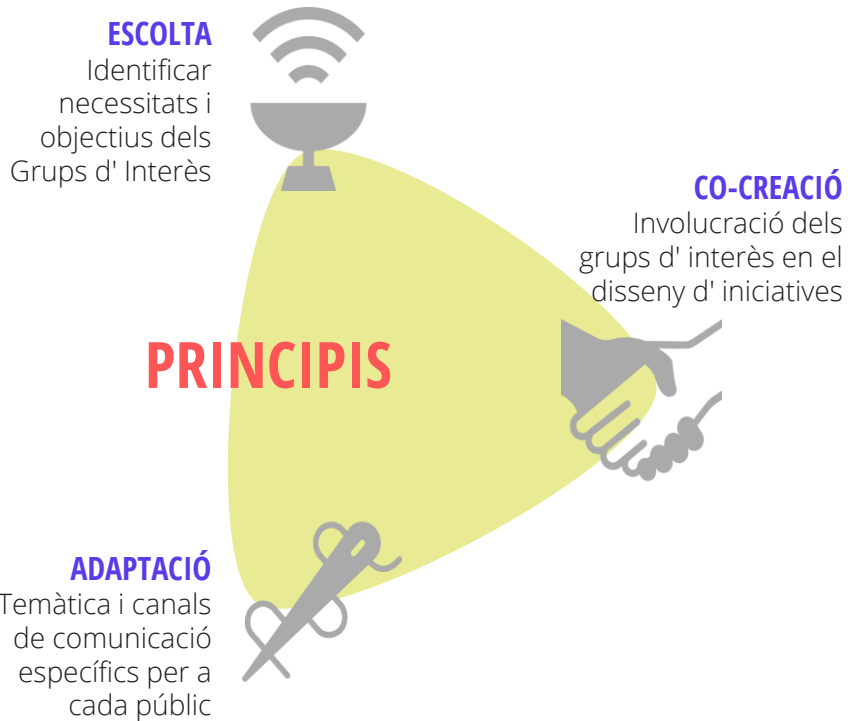 ESCOLTA
Identificar
necessitats i
objectius dels
Grups d' Interès
CO-CREACIÓ
Involucració dels
grups d' interès en el
disseny d' iniciatives
PRINCIPIS
ADAPTACIÓ
Temàtica i canals
de comunicació
específics per a
cada públic